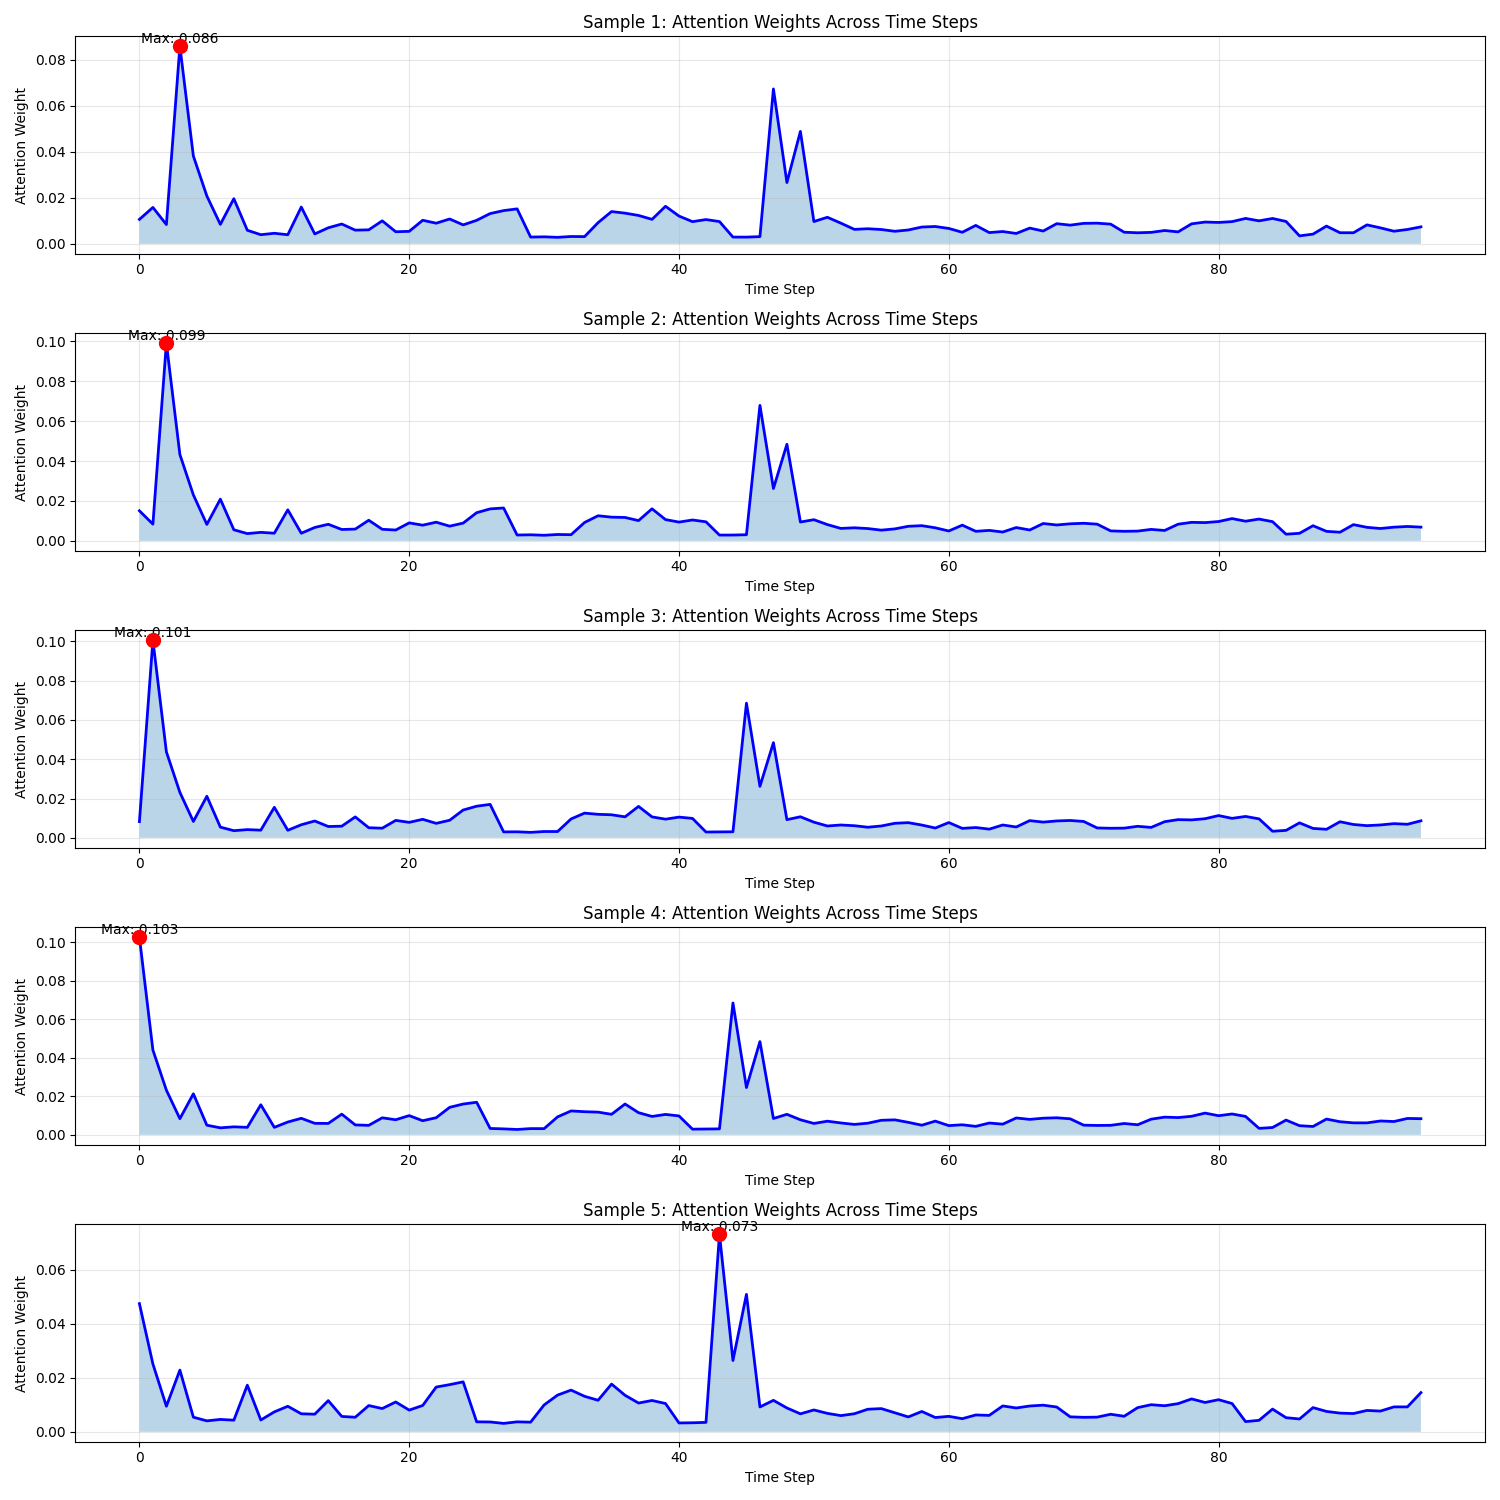 Sample 1: Attention Weights Across Time Steps
Max: 0.086
Attention Weight
0.08
0.06
0.04
0.02
0.00
0 20 40 60 80
Time Step
Sample 2: Attention Weights Across Time Steps
Max: 0.099
Attention Weight
0.10
0.08
0.06
0.04
0.02
0.00
0 20 40 60 80
Time Step
Sample 3: Attention Weights Across Time Steps
Max: 0.101
Attention Weight
0.10
0.08
0.06
0.04
0.02
0.00
0 20 40 60 80
Time Step
Sample 4: Attention Weights Across Time Steps
Max: 0.103
Attention Weight
0.10
0.08
0.06
0.04
0.02
0.00
0 20 40 60 80
Time Step
Sample 5: Attention Weights Across Time Steps
Max: 0.073
Attention Weight
0.06
0.04
0.02
0.00
0 20 40 60 80
Time Step